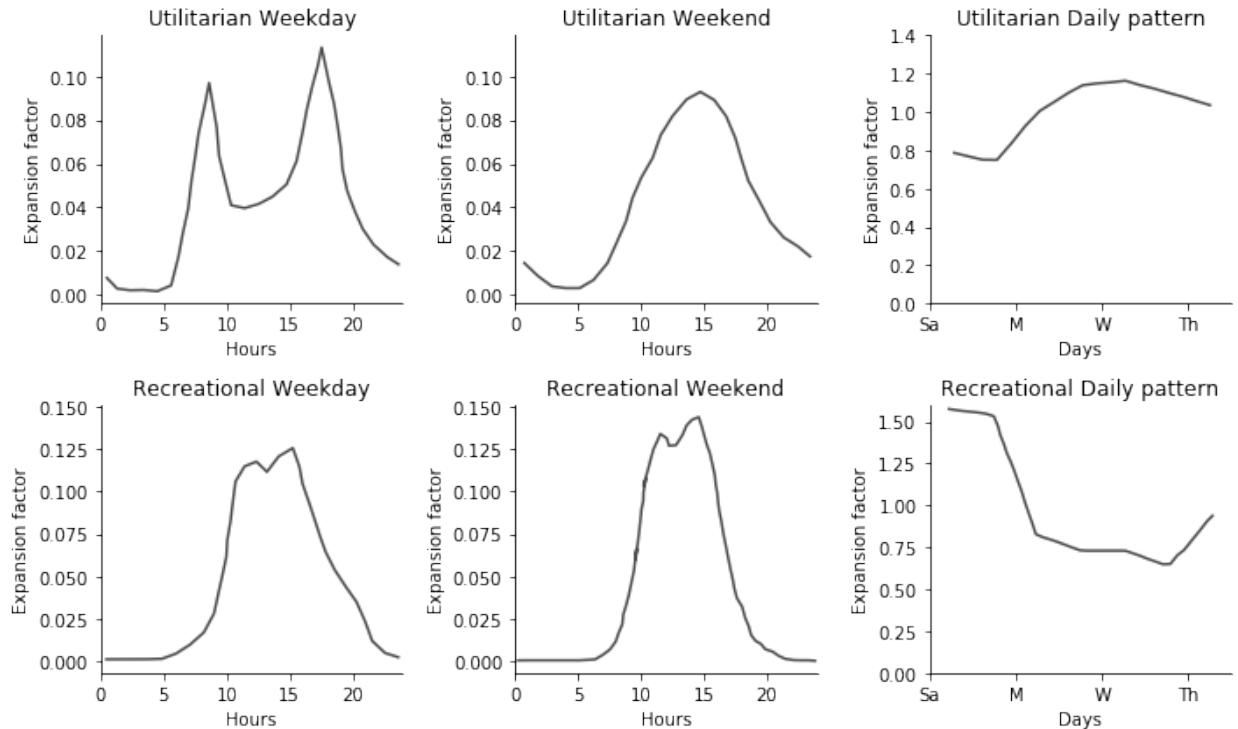 Utilitarian Weekday
Expansion factor
0.10
0.08
0.06
0.04
0.02
0.00
0 5 10 15 20
Hours
Utilitarian Weekend
Expansion factor
0.10
0.08
0.06
0.04
0.02
0.00
0 5 10 15 20
Hours
Utilitarian Daily pattern
Expansion factor
1.4
1.2
1.0
0.8
0.6
0.4
0.2
0.0
Sa M W Th
Days
Recreational Weekday
Expansion factor
0.150
0.125
0.100
0.075
0.050
0.025
0.000
0 5 10 15 20
Hours
Recreational Weekend
Expansion factor
0.150
0.125
0.100
0.075
0.050
0.025
0.000
0 5 10 15 20
Hours
Recreational Daily pattern
Expansion factor
1.50
1.25
1.00
0.75
0.50
0.25
0.00
Sa M W Th
Days